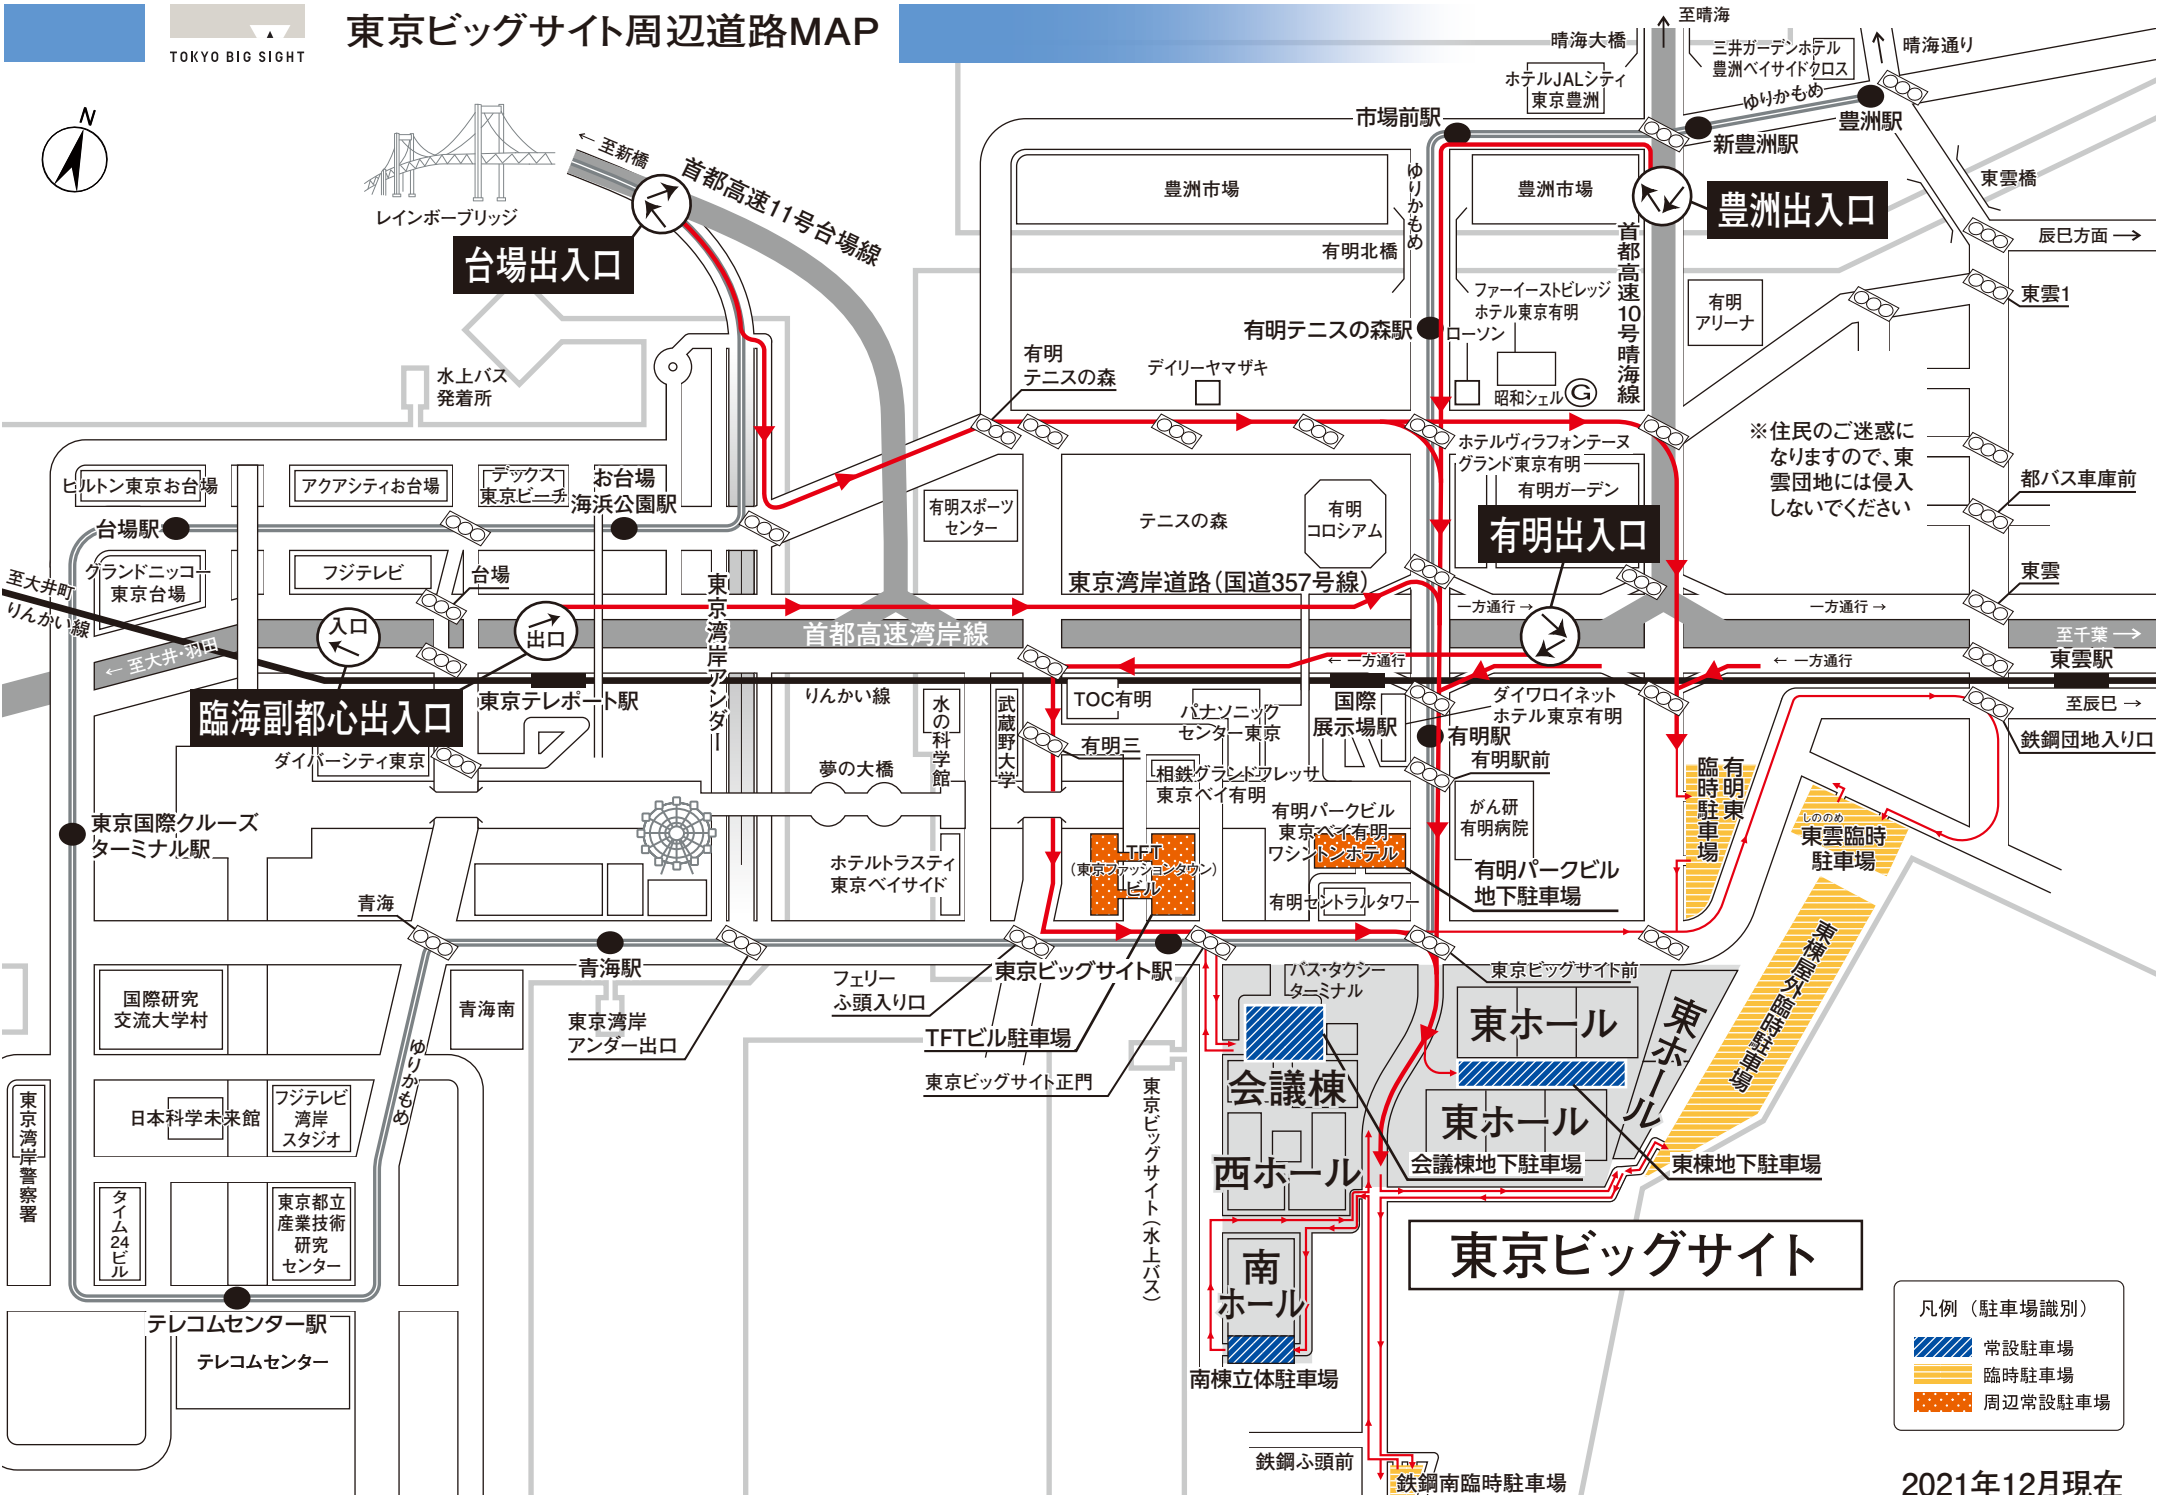 TOKYO BIG SIGHT
東京ビッグサイト周辺道路MAP
N
レインボーブリッジ
← 至新橋
首都高速11号台場線
台場出入口
水上バス
発着所
至晴海
晴海大橋
ホテルJALシティ
東京豊洲
三井ガーデンホテル
豊洲ベイサイドクロス
晴海通り
ゆりかもめ
市場前駅
新豊洲駅
豊洲駅
東雲橋
豊洲市場
豊洲市場
ゆりかもめ
豊洲出入口
辰巳方面 →
有明北橋
首都高速10号晴海線
ファーイーストビレッジ
ホテル東京有明
有明
アリーナ
東雲1
有明テニスの森駅
ローソン
有明
テニスの森
デイリーヤマザキ
昭和シェル
G
※住民のご迷惑に
なりますので、東
雲団地には侵入
しないでください
ホテルヴィラフォンテーヌ
グランド東京有明
有明ガーデン
都バス車庫前
ヒルトン東京お台場
アクアシティお台場
デックス
東京ビーチ
お台場
海浜公園駅
台場駅
有明スポーツ
センター
テニスの森
有明
コロシアム
有明出入口
グランドニッコー
東京台場
フジテレビ
台場
東京湾岸道路(国道357号線)
東雲
至大井町
りんかい線
入口
出口
東京湾岸アンダー
一方通行 →
一方通行 →
首都高速湾岸線
← 至大井・羽田
至千葉 →
← 一方通行
← 一方通行
東雲駅
臨海副都心出入口
東京テレポート駅
りんかい線
水の科学館
武蔵野大学
TOC有明
パナソニック
センター東京
国際
展示場駅
ダイワロイネット
ホテル東京有明
至辰巳 →
有明駅
有明駅前
鉄鋼団地入り口
ダイバーシティ東京
有明三
夢の大橋
相鉄グランドフレッサ
東京ベイ有明
有明東
臨時駐車場
東京国際クルーズ
ターミナル駅
有明パークビル
東京ベイ有明
ワシントンホテル
がん研
有明病院
しののめ
東雲臨時
駐車場
ホテルトラスティ
東京ベイサイド
TFT
(東京ファッションタウン)
ビル
有明パークビル
地下駐車場
青海
有明セントラルタワー
東棟屋外臨時駐車場
青海駅
東京ビッグサイト駅
東京ビッグサイト前
国際研究
交流大学村
青海南
東京湾岸
アンダー出口
フェリー
ふ頭入り口
バス・タクシー
ターミナル
TFTビル駐車場
東京ビッグサイト正門
東ホール
東ホール
東ホール
会議棟
ゆりかもめ
東京湾岸警察署
日本科学未来館
フジテレビ
湾岸
スタジオ
東京ビッグサイト(水上バス)
西ホール
会議棟地下駐車場
東棟地下駐車場
タイム24ビル
東京都立
産業技術
研究
センター
東京ビッグサイト
南
ホール
テレコムセンター駅
テレコムセンター
南棟立体駐車場
凡例(駐車場識別)
常設駐車場
臨時駐車場
周辺常設駐車場
鉄鋼ふ頭前
鉄鋼南臨時駐車場
2021年12月現在